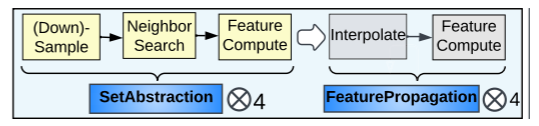 (Down)-
Sample
Neighbor
Search
Feature
Compute
Interpolate
Feature
Compute
SetAbstraction ⊗4
FeaturePropagation ⊗4